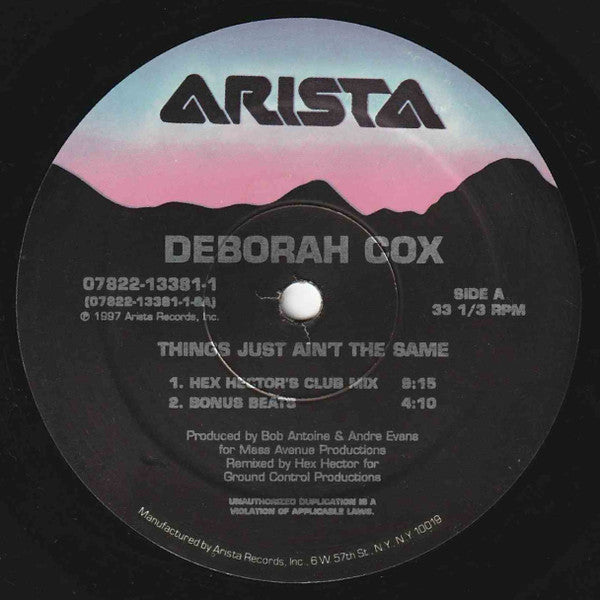 ARISTA
DEBORAH COX
07822-13381-1
(07822-13381-1-SA)
℗ 1997 Arista Records, Inc.
SIDE A
33 1/3 RPM
THINGS JUST AIN'T THE SAME
1. HEX HECTOR'S CLUB MIX 8:15
2. BONUS BEATS 4:10
Produced by Bob Antoine & Andre Evans
for Mass Avenue Productions
Remixed by Hex Hector for
Ground Control Productions
UNAUTHORIZED DUPLICATION IS A
VIOLATION OF APPLICABLE LAWS.
Manufactured by Arista Records, Inc., 6 W. 57th St., N.Y., N.Y. 10019